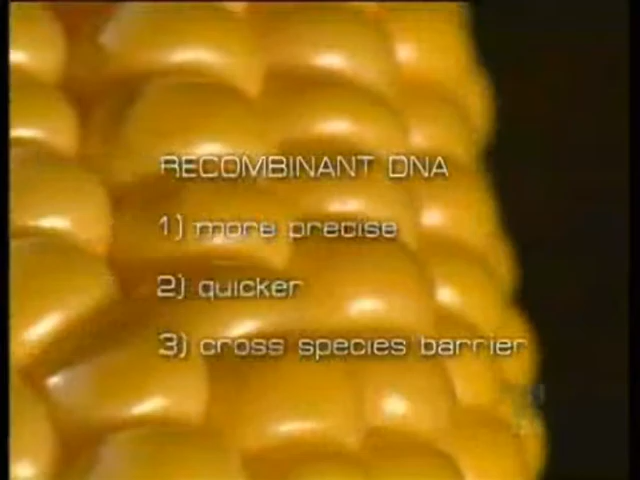 RECOMBINANT DNA
1) more precise
2) quicker
3) cross species barrier